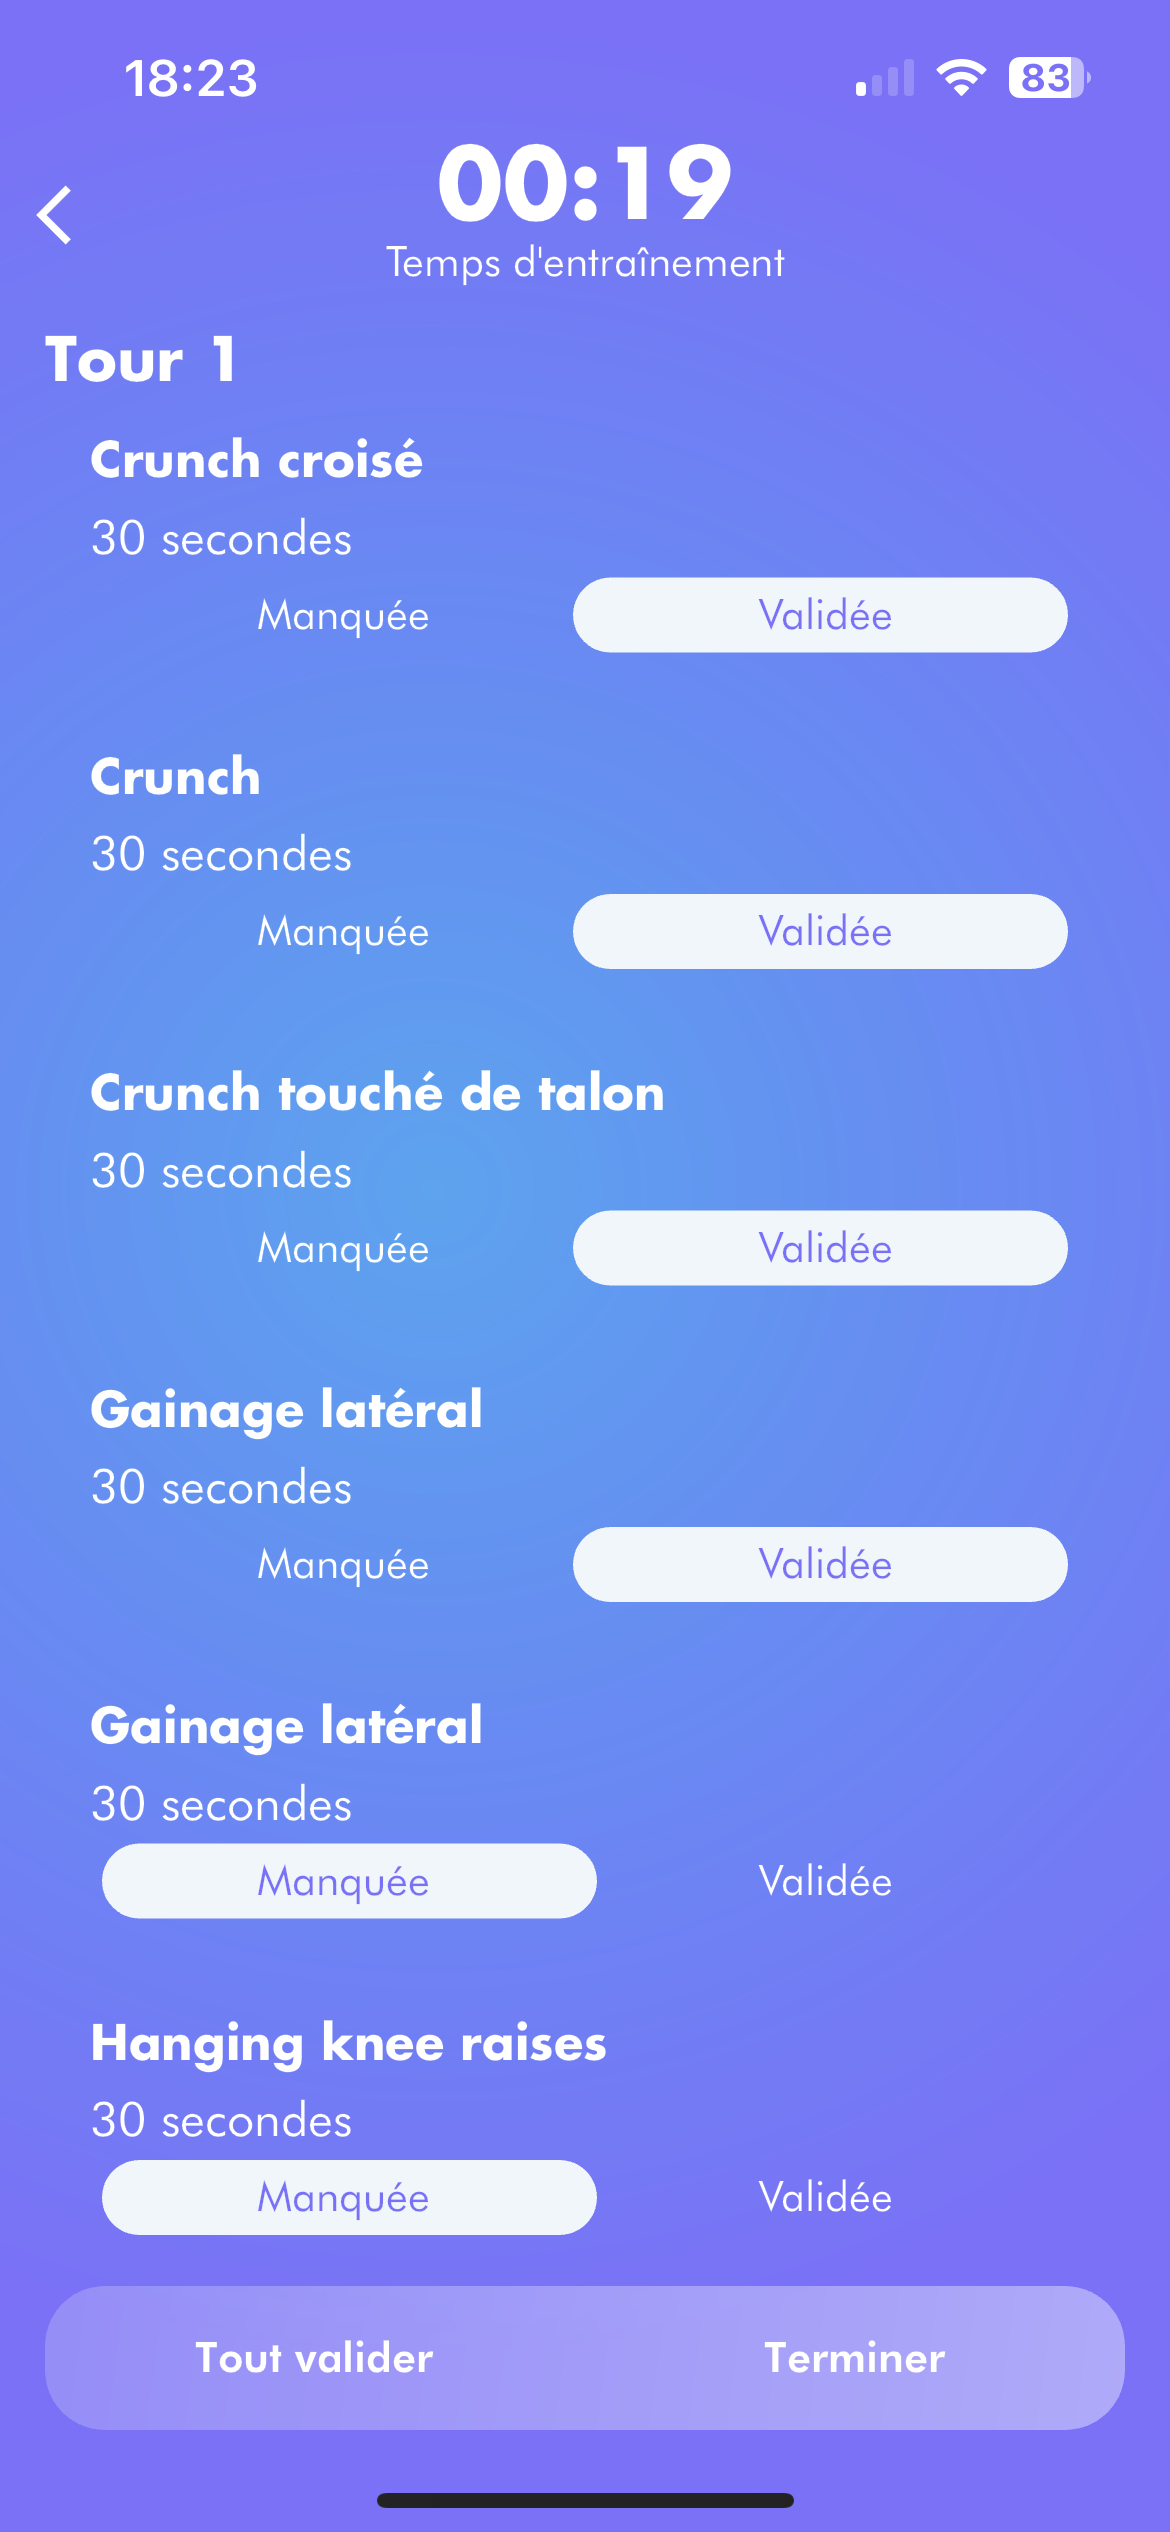 18:23
83
00:19
Temps d'entraînement
Tour 1
Crunch croisé
30 secondes
Manquée Validée
Crunch
30 secondes
Manquée Validée
Crunch touché de talon
30 secondes
Manquée Validée
Gainage latéral
30 secondes
Manquée Validée
Gainage latéral
30 secondes
Manquée Validée
Hanging knee raises
30 secondes
Manquée Validée
Tout valider Terminer